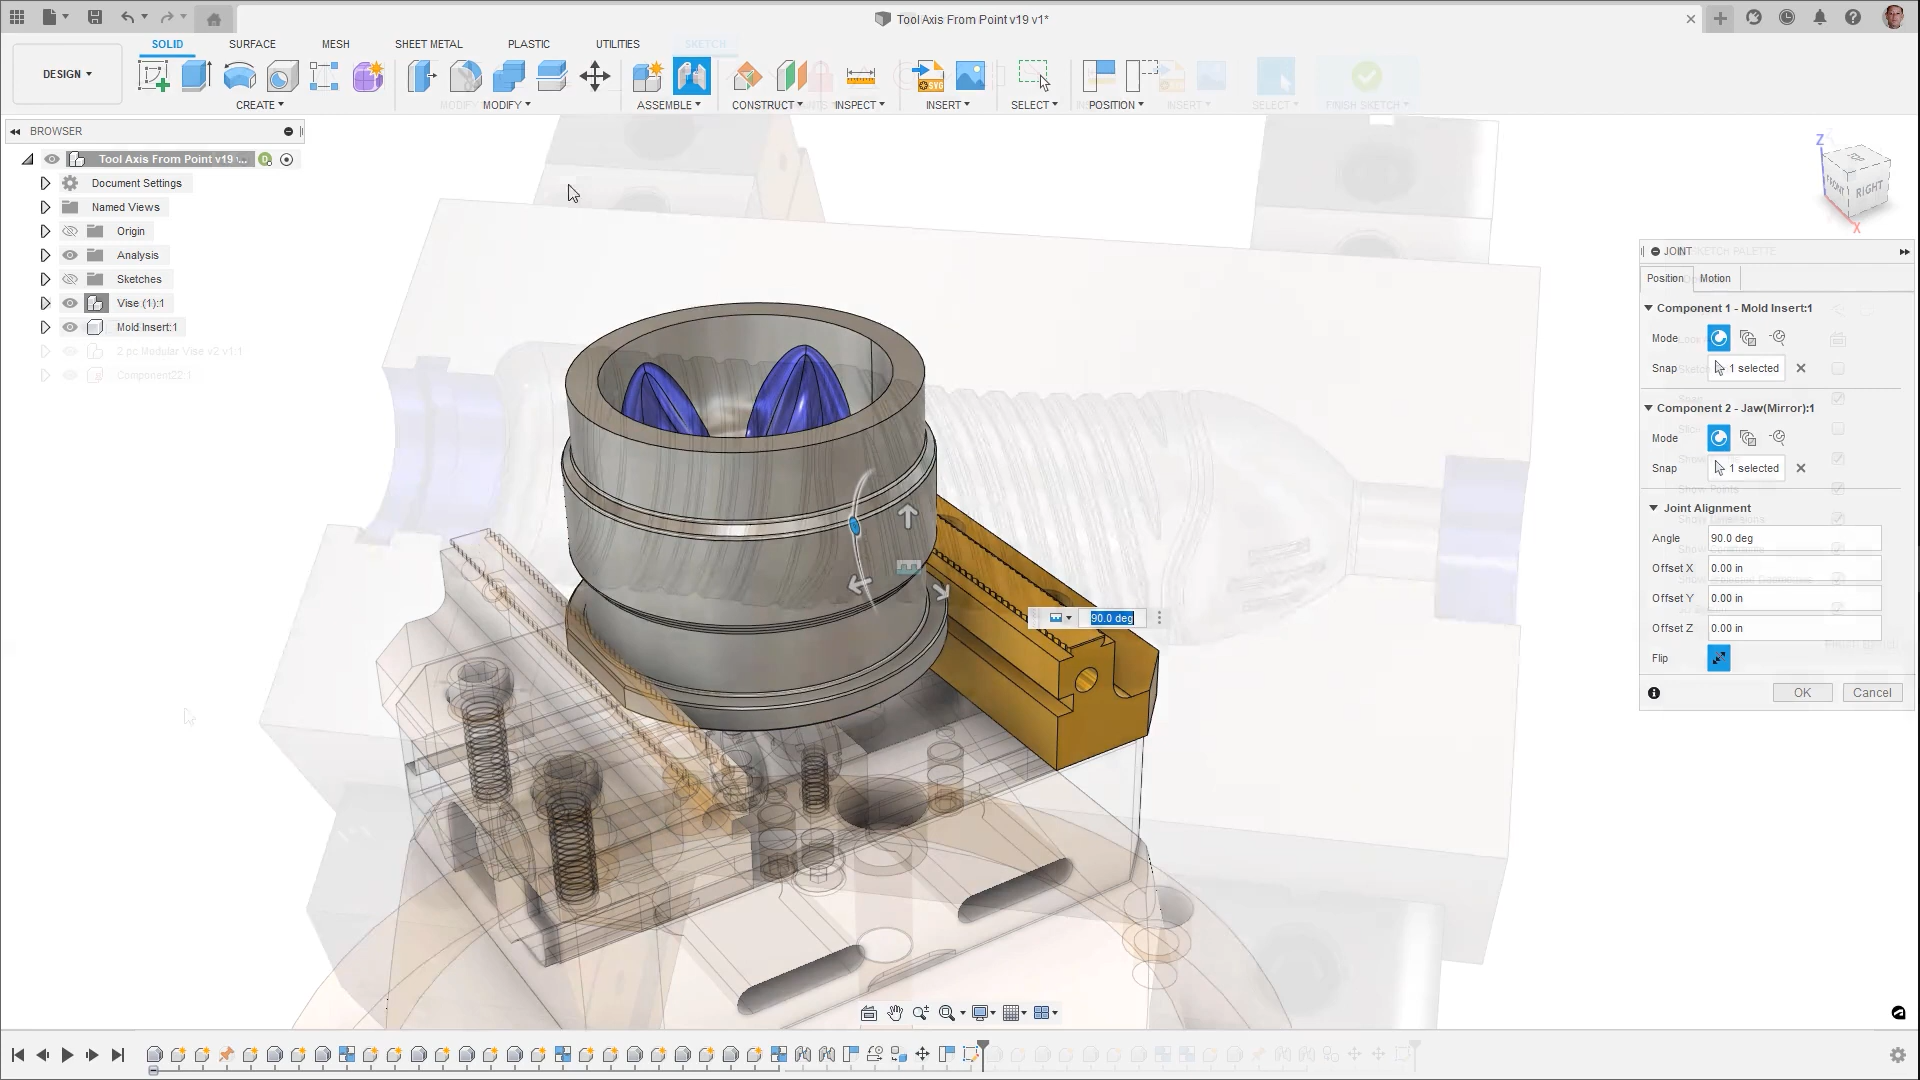 Tool Axis From Point v19 v1*
SOLID
SURFACE
MESH
SHEET METAL
PLASTIC
UTILITIES
SKETCH
DESIGN
CREATE
MODIFY
ASSEMBLE
CONSTRUCT
INSPECT
INSERT
SELECT
POSITION
INSERT
SELECT
FINISH SKETCH
BROWSER
Tool Axis From Point v19 ...
Document Settings
Named Views
Origin
Analysis
Sketches
Vise (1):1
Mold Insert:1
2 pc Modular Vise v2 v1:1
Component22:1
Z
TOP
FRONT
RIGHT
X
JOINT
SKETCH PALETTE
Position
Motion
Component 1 - Mold Insert:1
Mode
Snap
1 selected
Component 2 - Jaw(Mirror):1
Mode
Snap
1 selected
Joint Alignment
Angle
90.0 deg
Offset X
0.00 in
Offset Y
0.00 in
Offset Z
0.00 in
Flip
OK
Cancel
90.0 deg